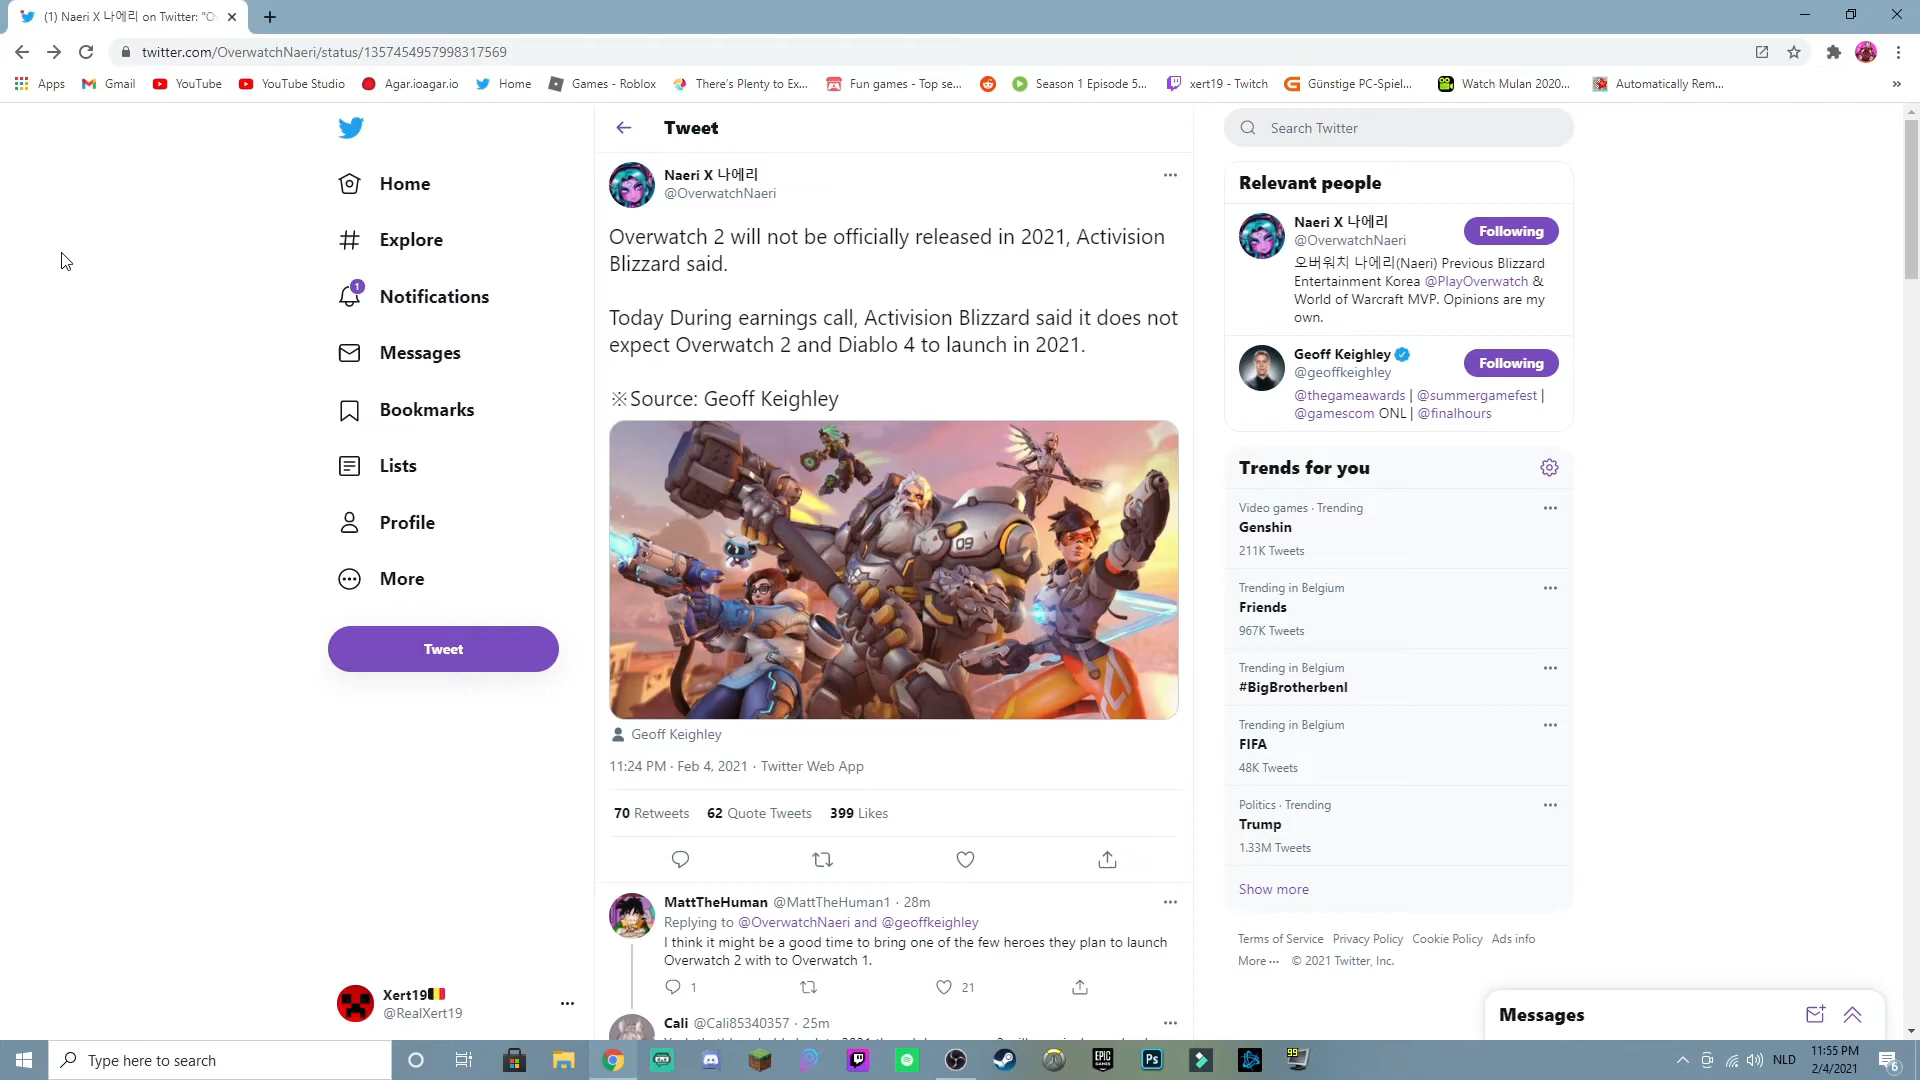 (1) Naeri X 나에리 on Twitter: "Ov
twitter.com/OverwatchNaeri/status/1357454957998317569
Apps
Gmail
YouTube
YouTube Studio
Agar.ioagar.io
Home
Games - Roblox
There's Plenty to Ex...
Fun games - Top se...
Season 1 Episode 5...
xert19 - Twitch
Günstige PC-Spiel...
Watch Mulan 2020...
Automatically Rem...
Home
Explore
1
Notifications
Messages
Bookmarks
Lists
Profile
More
Tweet
Xert19
@RealXert19
Tweet
Naeri X 나에리
@OverwatchNaeri
Overwatch 2 will not be officially released in 2021, Activision
Blizzard said.
Today During earnings call, Activision Blizzard said it does not
expect Overwatch 2 and Diablo 4 to launch in 2021.
※Source: Geoff Keighley
09
Geoff Keighley
11:24 PM · Feb 4, 2021 · Twitter Web App
70 Retweets 62 Quote Tweets 399 Likes
MattTheHuman @MattTheHuman1 · 28m
Replying to @OverwatchNaeri and @geoffkeighley
I think it might be a good time to bring one of the few heroes they plan to launch
Overwatch 2 with to Overwatch 1.
1
21
Cali @Cali85340357 · 25m
Search Twitter
Relevant people
Naeri X 나에리
@OverwatchNaeri
Following
오버워치 나에리(Naeri) Previous Blizzard
Entertainment Korea @PlayOverwatch &
World of Warcraft MVP. Opinions are my
own.
Geoff Keighley
@geoffkeighley
Following
@thegameawards | @summergamefest |
@gamescom ONL | @finalhours
Trends for you
Video games · Trending
Genshin
211K Tweets
Trending in Belgium
Friends
967K Tweets
Trending in Belgium
#BigBrotherbenl
Trending in Belgium
FIFA
48K Tweets
Politics · Trending
Trump
1.33M Tweets
Show more
Terms of Service Privacy Policy Cookie Policy Ads info
More ··· © 2021 Twitter, Inc.
Messages
Type here to search
EPIC
GAMES
Ps
99
NLD
11:55 PM
2/4/2021
6